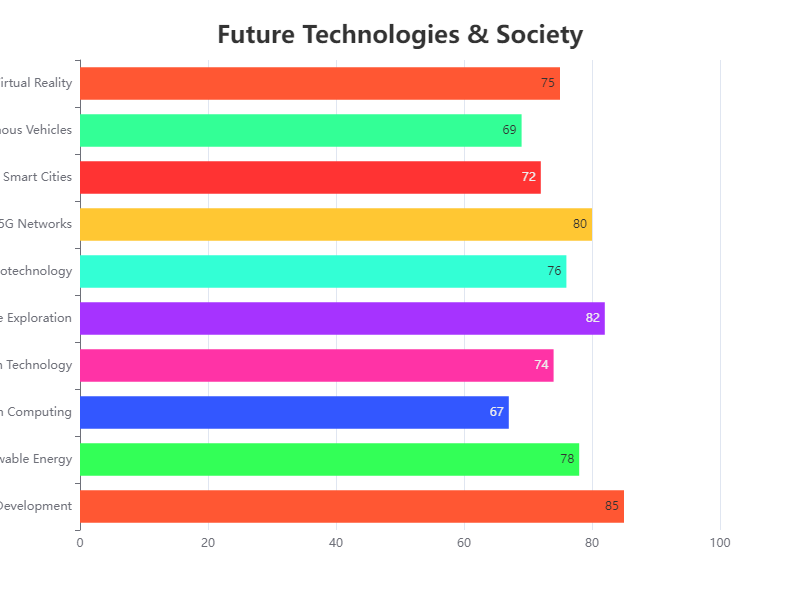 Future Technologies & Society
irtual Reality
75
ous Vehicles
69
Smart Cities
72
5G Networks
80
otechnology
76
e Exploration
82
n Technology
74
n Computing
67
wable Energy
78
Development
85
0 20 40 60 80 100